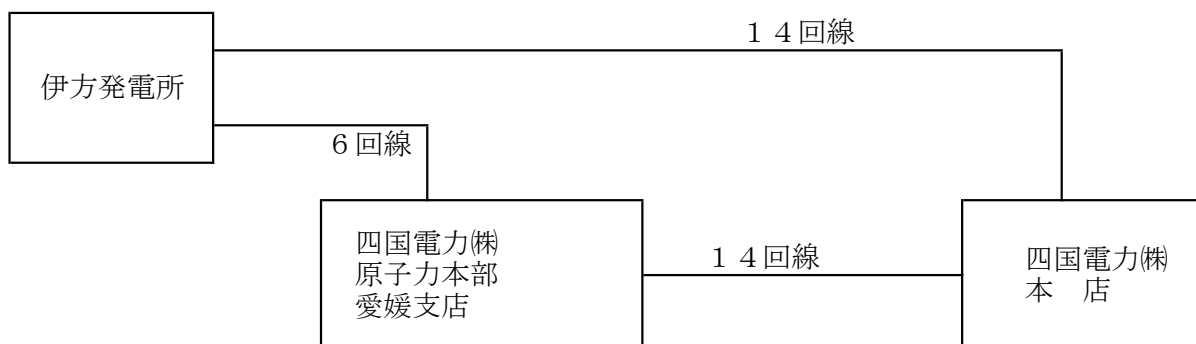 １４回線
伊方発電所
６回線
四国電力㈱
原子力本部
愛媛支店
１４回線
四国電力㈱
本　店